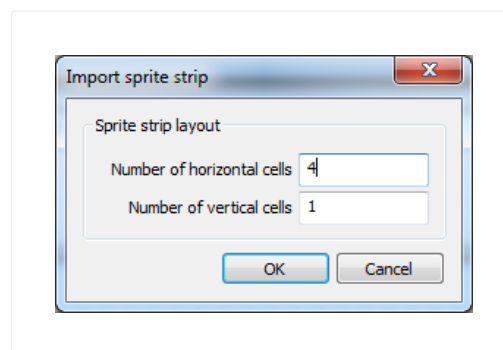 Import sprite strip
Sprite strip layout
Number of horizontal cells 4
Number of vertical cells 1
OK Cancel